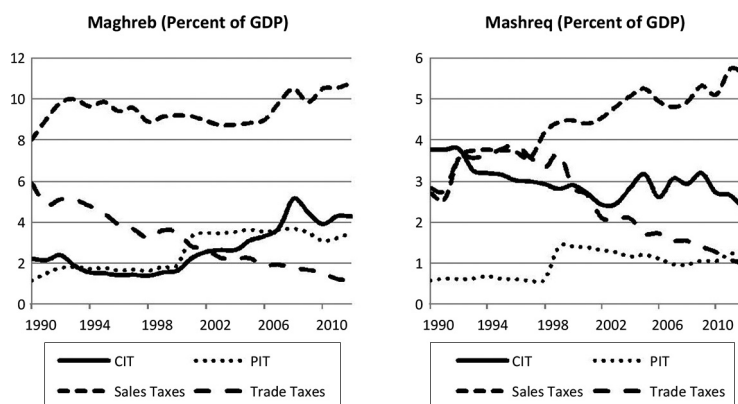 Maghreb (Percent of GDP)
12
10
8
6
4
2
0
1990 1994 1998 2002 2006 2010
CIT PIT
Sales Taxes Trade Taxes
Mashreq (Percent of GDP)
6
5
4
3
2
1
0
1990 1994 1998 2002 2006 2010
CIT PIT
Sales Taxes Trade Taxes